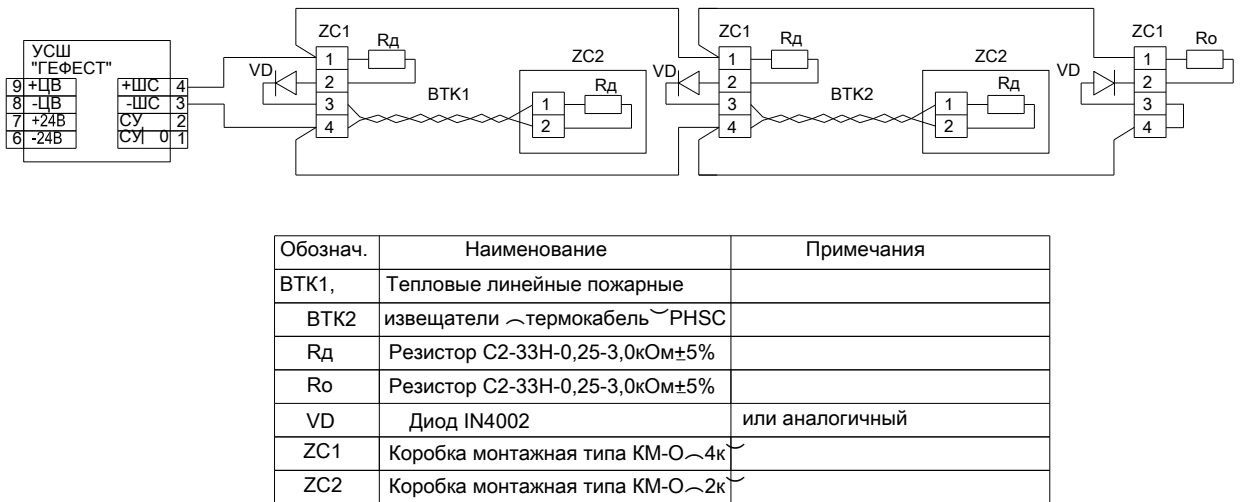 ZC1 Rд ZC1 Rд ZC1 Ro
УСШ
"ГЕФЕСТ"
9 +ЦВ +ШС 4
8 -ЦВ -ШС 3
7 +24В СУ 2
6 -24В СУ 0 1
VD 1 2 3 4
ВТК1
ZC2
Rд
1
2
VD 1 2 3 4
ВТК2
ZC2
Rд
1
2
VD 1 2 3 4
Обознач. Наименование Примечания
ВТК1, Тепловые линейные пожарные
ВТК2 извещатели (термокабель) PHSC
Rд Резистор С2-33Н-0,25-3,0кОм±5%
Ro Резистор С2-33Н-0,25-3,0кОм±5%
VD Диод IN4002 или аналогичный
ZC1 Коробка монтажная типа КМ-О(4к)
ZC2 Коробка монтажная типа КМ-О(2к)